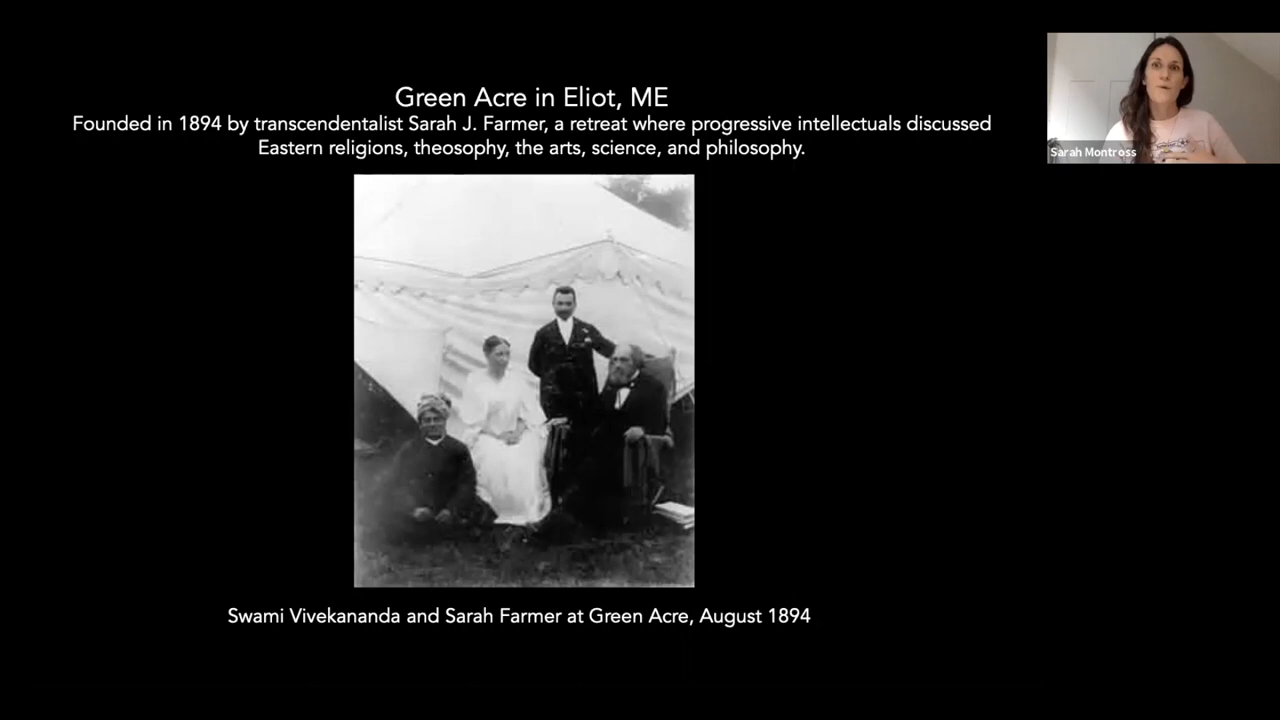 Green Acre in Eliot, ME
Founded in 1894 by transcendentalist Sarah J. Farmer, a retreat where progressive intellectuals discussed
Eastern religions, theosophy, the arts, science, and philosophy.
Sarah Montross
Swami Vivekananda and Sarah Farmer at Green Acre, August 1894